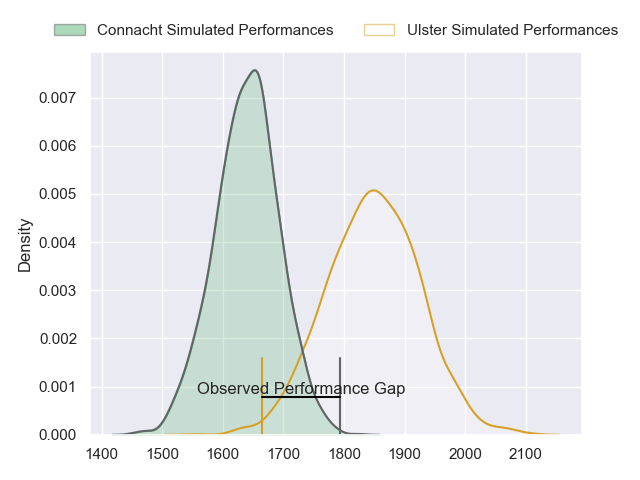 Connacht Simulated Performances
Ulster Simulated Performances
0.007
0.006
0.005
0.004
0.003
0.002
0.001
0.000
Density
Observed Performance Gap
1400 1500 1600 1700 1800 1900 2000 2100